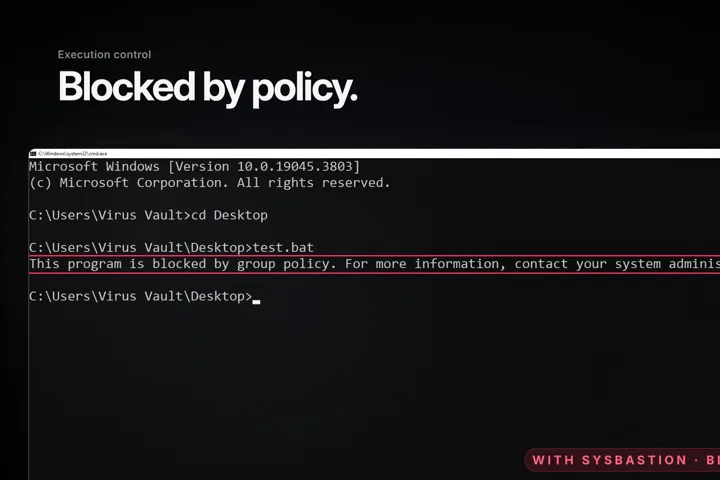 Execution control
Blocked by policy.
C:\Windows\system32\cmd.exe
Microsoft Windows [Version 10.0.19045.3803]
(c) Microsoft Corporation. All rights reserved.
C:\Users\Virus Vault>cd Desktop
C:\Users\Virus Vault\Desktop>test.bat
This program is blocked by group policy. For more information, contact your system adminis
C:\Users\Virus Vault\Desktop>
WITH SYSBASTION · BL